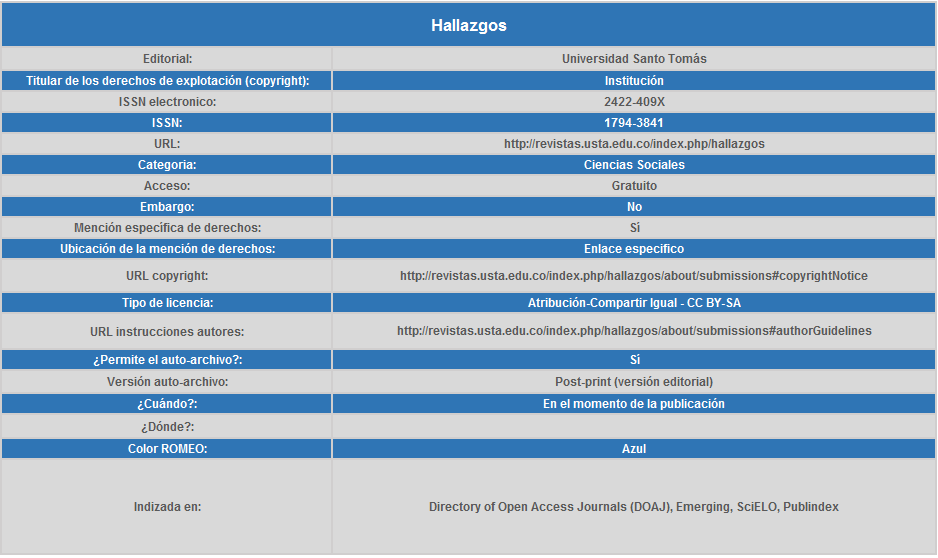 Hallazgos
Editorial: Universidad Santo Tomás
Titular de los derechos de explotación (copyright): Institución
ISSN electronico: 2422-409X
ISSN: 1794-3841
URL: http://revistas.usta.edu.co/index.php/hallazgos
Categoria: Ciencias Sociales
Acceso: Gratuito
Embargo: No
Mención específica de derechos: Sí
Ubicación de la mención de derechos: Enlace especifico
URL copyright: http://revistas.usta.edu.co/index.php/hallazgos/about/submissions#copyrightNotice
Tipo de licencia: Atribución-Compartir Igual - CC BY-SA
URL instrucciones autores: http://revistas.usta.edu.co/index.php/hallazgos/about/submissions#authorGuidelines
¿Permite el auto-archivo?: Sí
Versión auto-archivo: Post-print (versión editorial)
¿Cuándo?: En el momento de la publicación
¿Dónde?:
Color ROMEO: Azul
Indizada en: Directory of Open Access Journals (DOAJ), Emerging, SciELO, Publindex